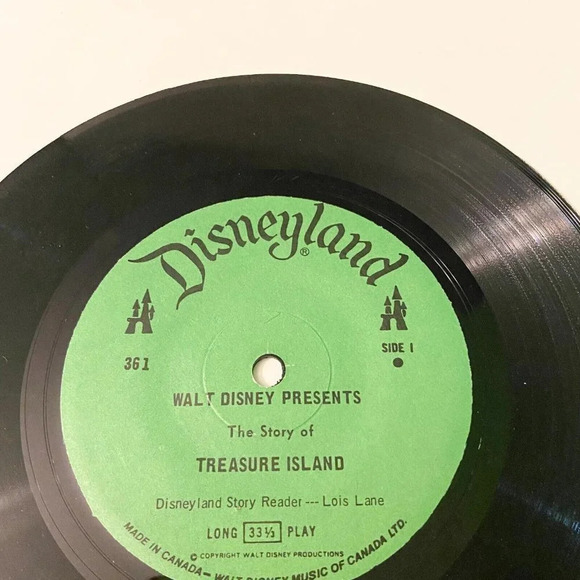 Disneyland®
361
SIDE 1
WALT DISNEY PRESENTS
The Story of
TREASURE ISLAND
Disneyland Story Reader --- Lois Lane
LONG 33⅓ PLAY
© COPYRIGHT WALT DISNEY PRODUCTIONS
MADE IN CANADA – WALT DISNEY MUSIC OF CANADA LTD.